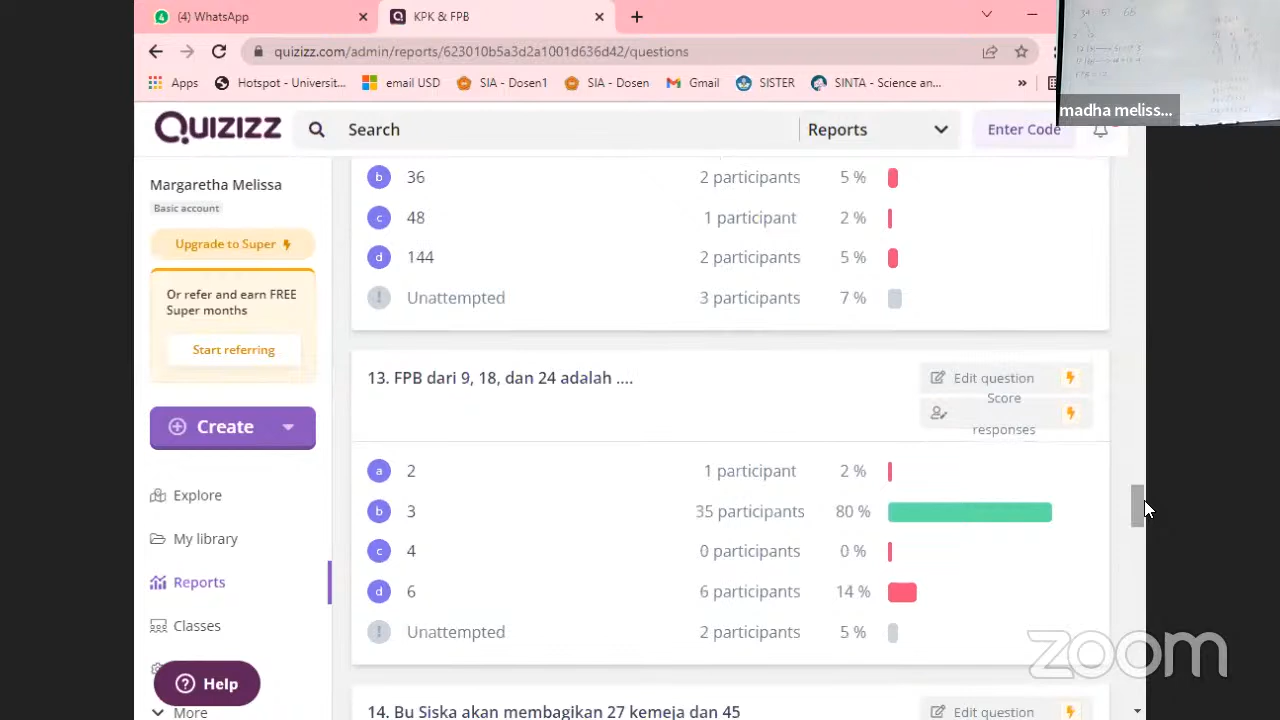 (4) WhatsApp
KPK & FPB
quizizz.com/admin/reports/623010b5a3d2a1001d636d42/questions
Apps Hotspot - Universit... email USD SIA - Dosen1 SIA - Dosen Gmail SISTER SINTA - Science an... »
madha meliss...
QUIZIZZ Search Reports Enter Code
Margaretha Melissa
Basic account
Upgrade to Super
Or refer and earn FREE
Super months
Start referring
Create
Explore
My library
Reports
Classes
Help
More
b 36 2 participants 5 %
c 48 1 participant 2 %
d 144 2 participants 5 %
! Unattempted 3 participants 7 %
13. FPB dari 9, 18, dan 24 adalah ....
Edit question
Score
responses
a 2 1 participant 2 %
b 3 35 participants 80 %
c 4 0 participants 0 %
d 6 6 participants 14 %
! Unattempted 2 participants 5 %
14. Bu Siska akan membagikan 27 kemeja dan 45
Edit question
zoom